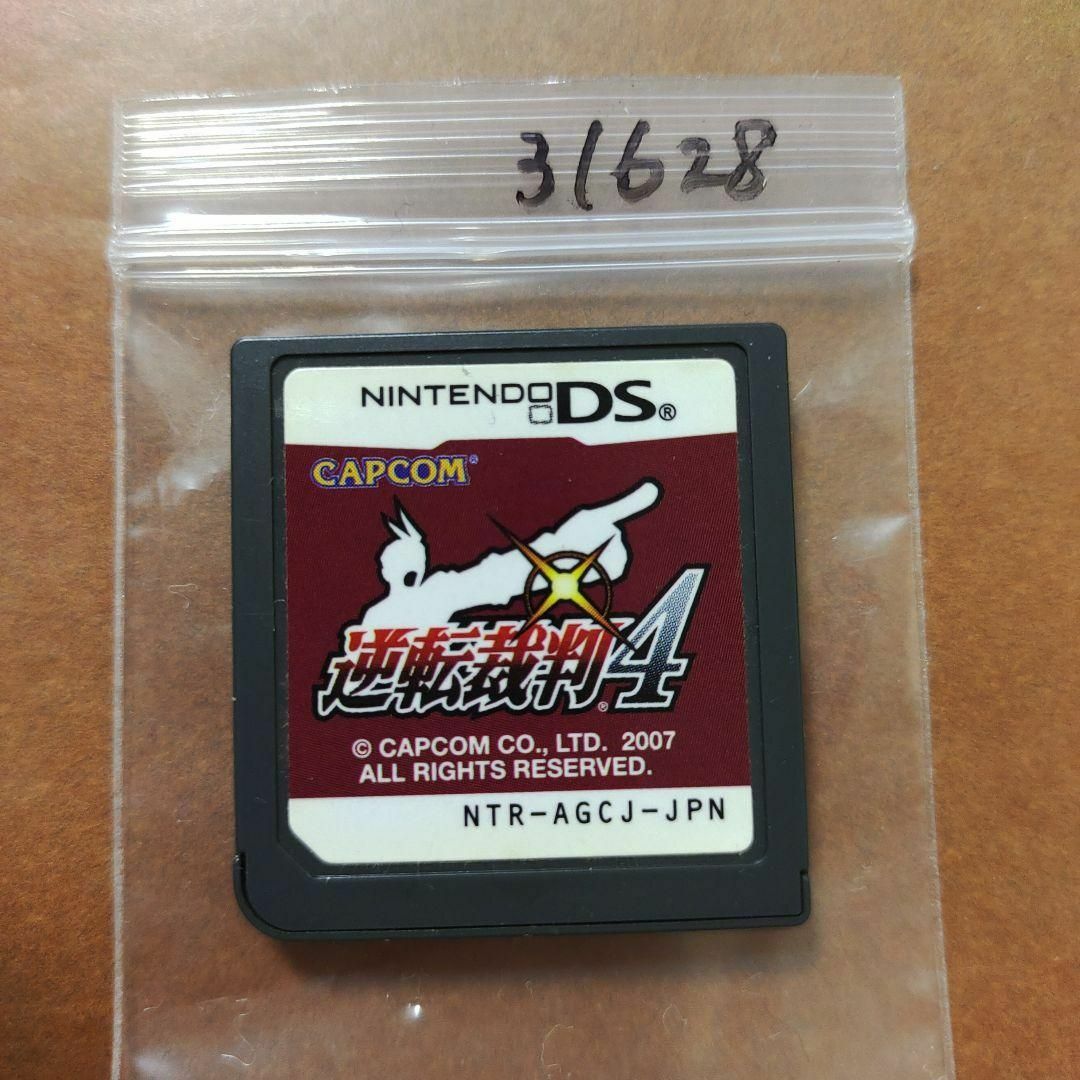 31628
NINTENDO DS®
CAPCOM®
逆転裁判4®
© CAPCOM CO., LTD. 2007
ALL RIGHTS RESERVED.
NTR-AGCJ-JPN